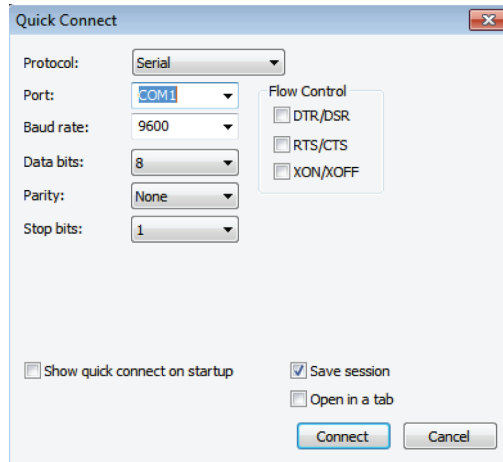 Quick Connect
Protocol: Serial
Port: COM1
Flow Control
DTR/DSR
Baud rate: 9600
RTS/CTS
Data bits: 8
XON/XOFF
Parity: None
Stop bits: 1
Show quick connect on startup
Save session
Open in a tab
Connect Cancel